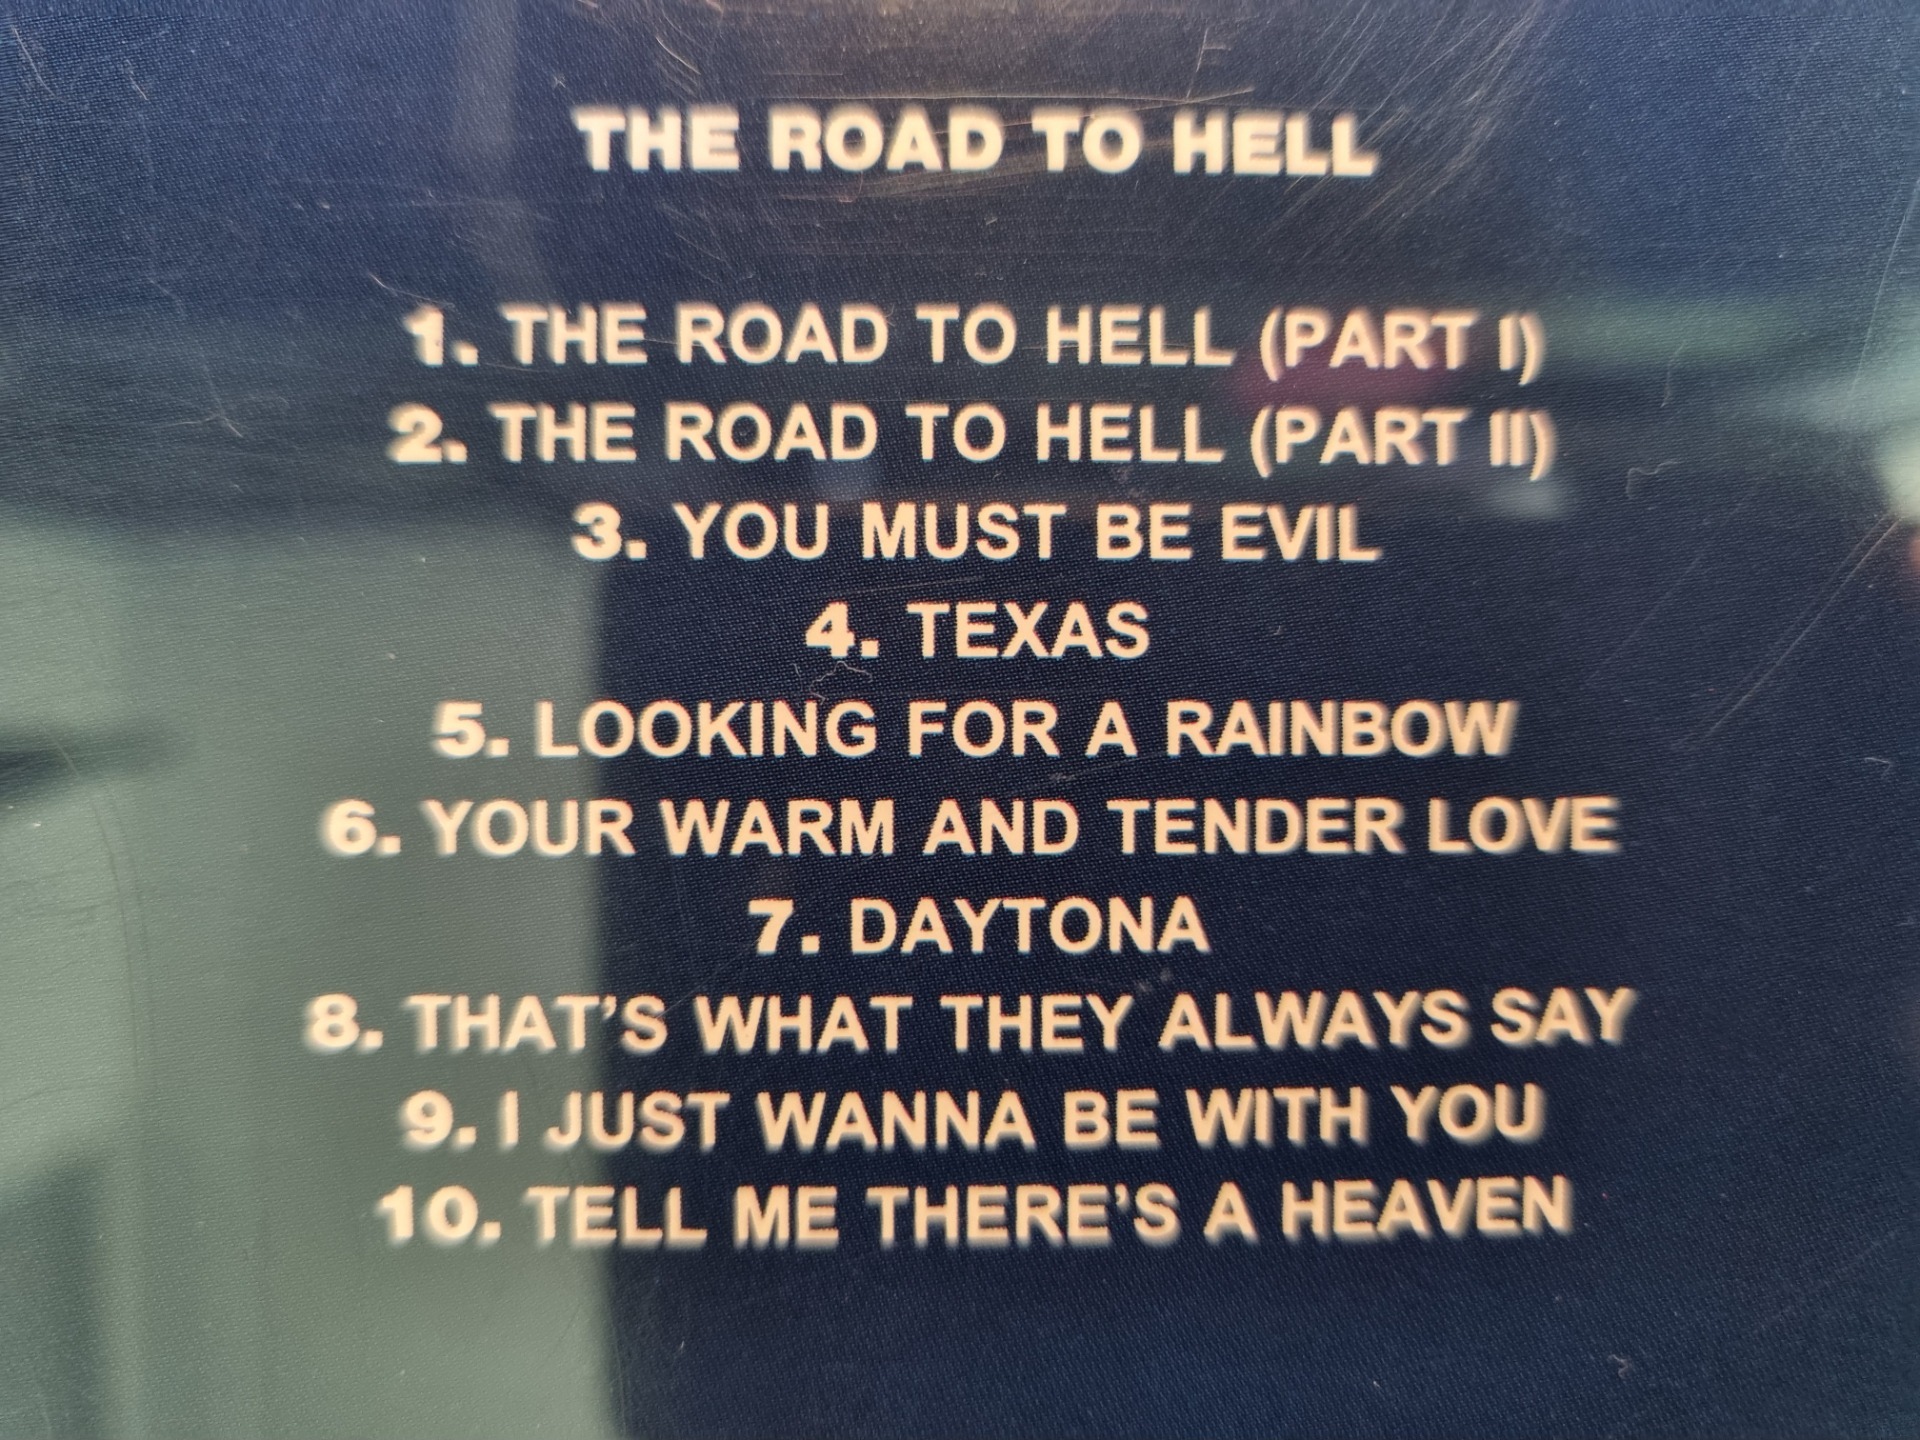 THE ROAD TO HELL
1. THE ROAD TO HELL (PART I)
2. THE ROAD TO HELL (PART II)
3. YOU MUST BE EVIL
4. TEXAS
5. LOOKING FOR A RAINBOW
6. YOUR WARM AND TENDER LOVE
7. DAYTONA
8. THAT’S WHAT THEY ALWAYS SAY
9. I JUST WANNA BE WITH YOU
10. TELL ME THERE’S A HEAVEN